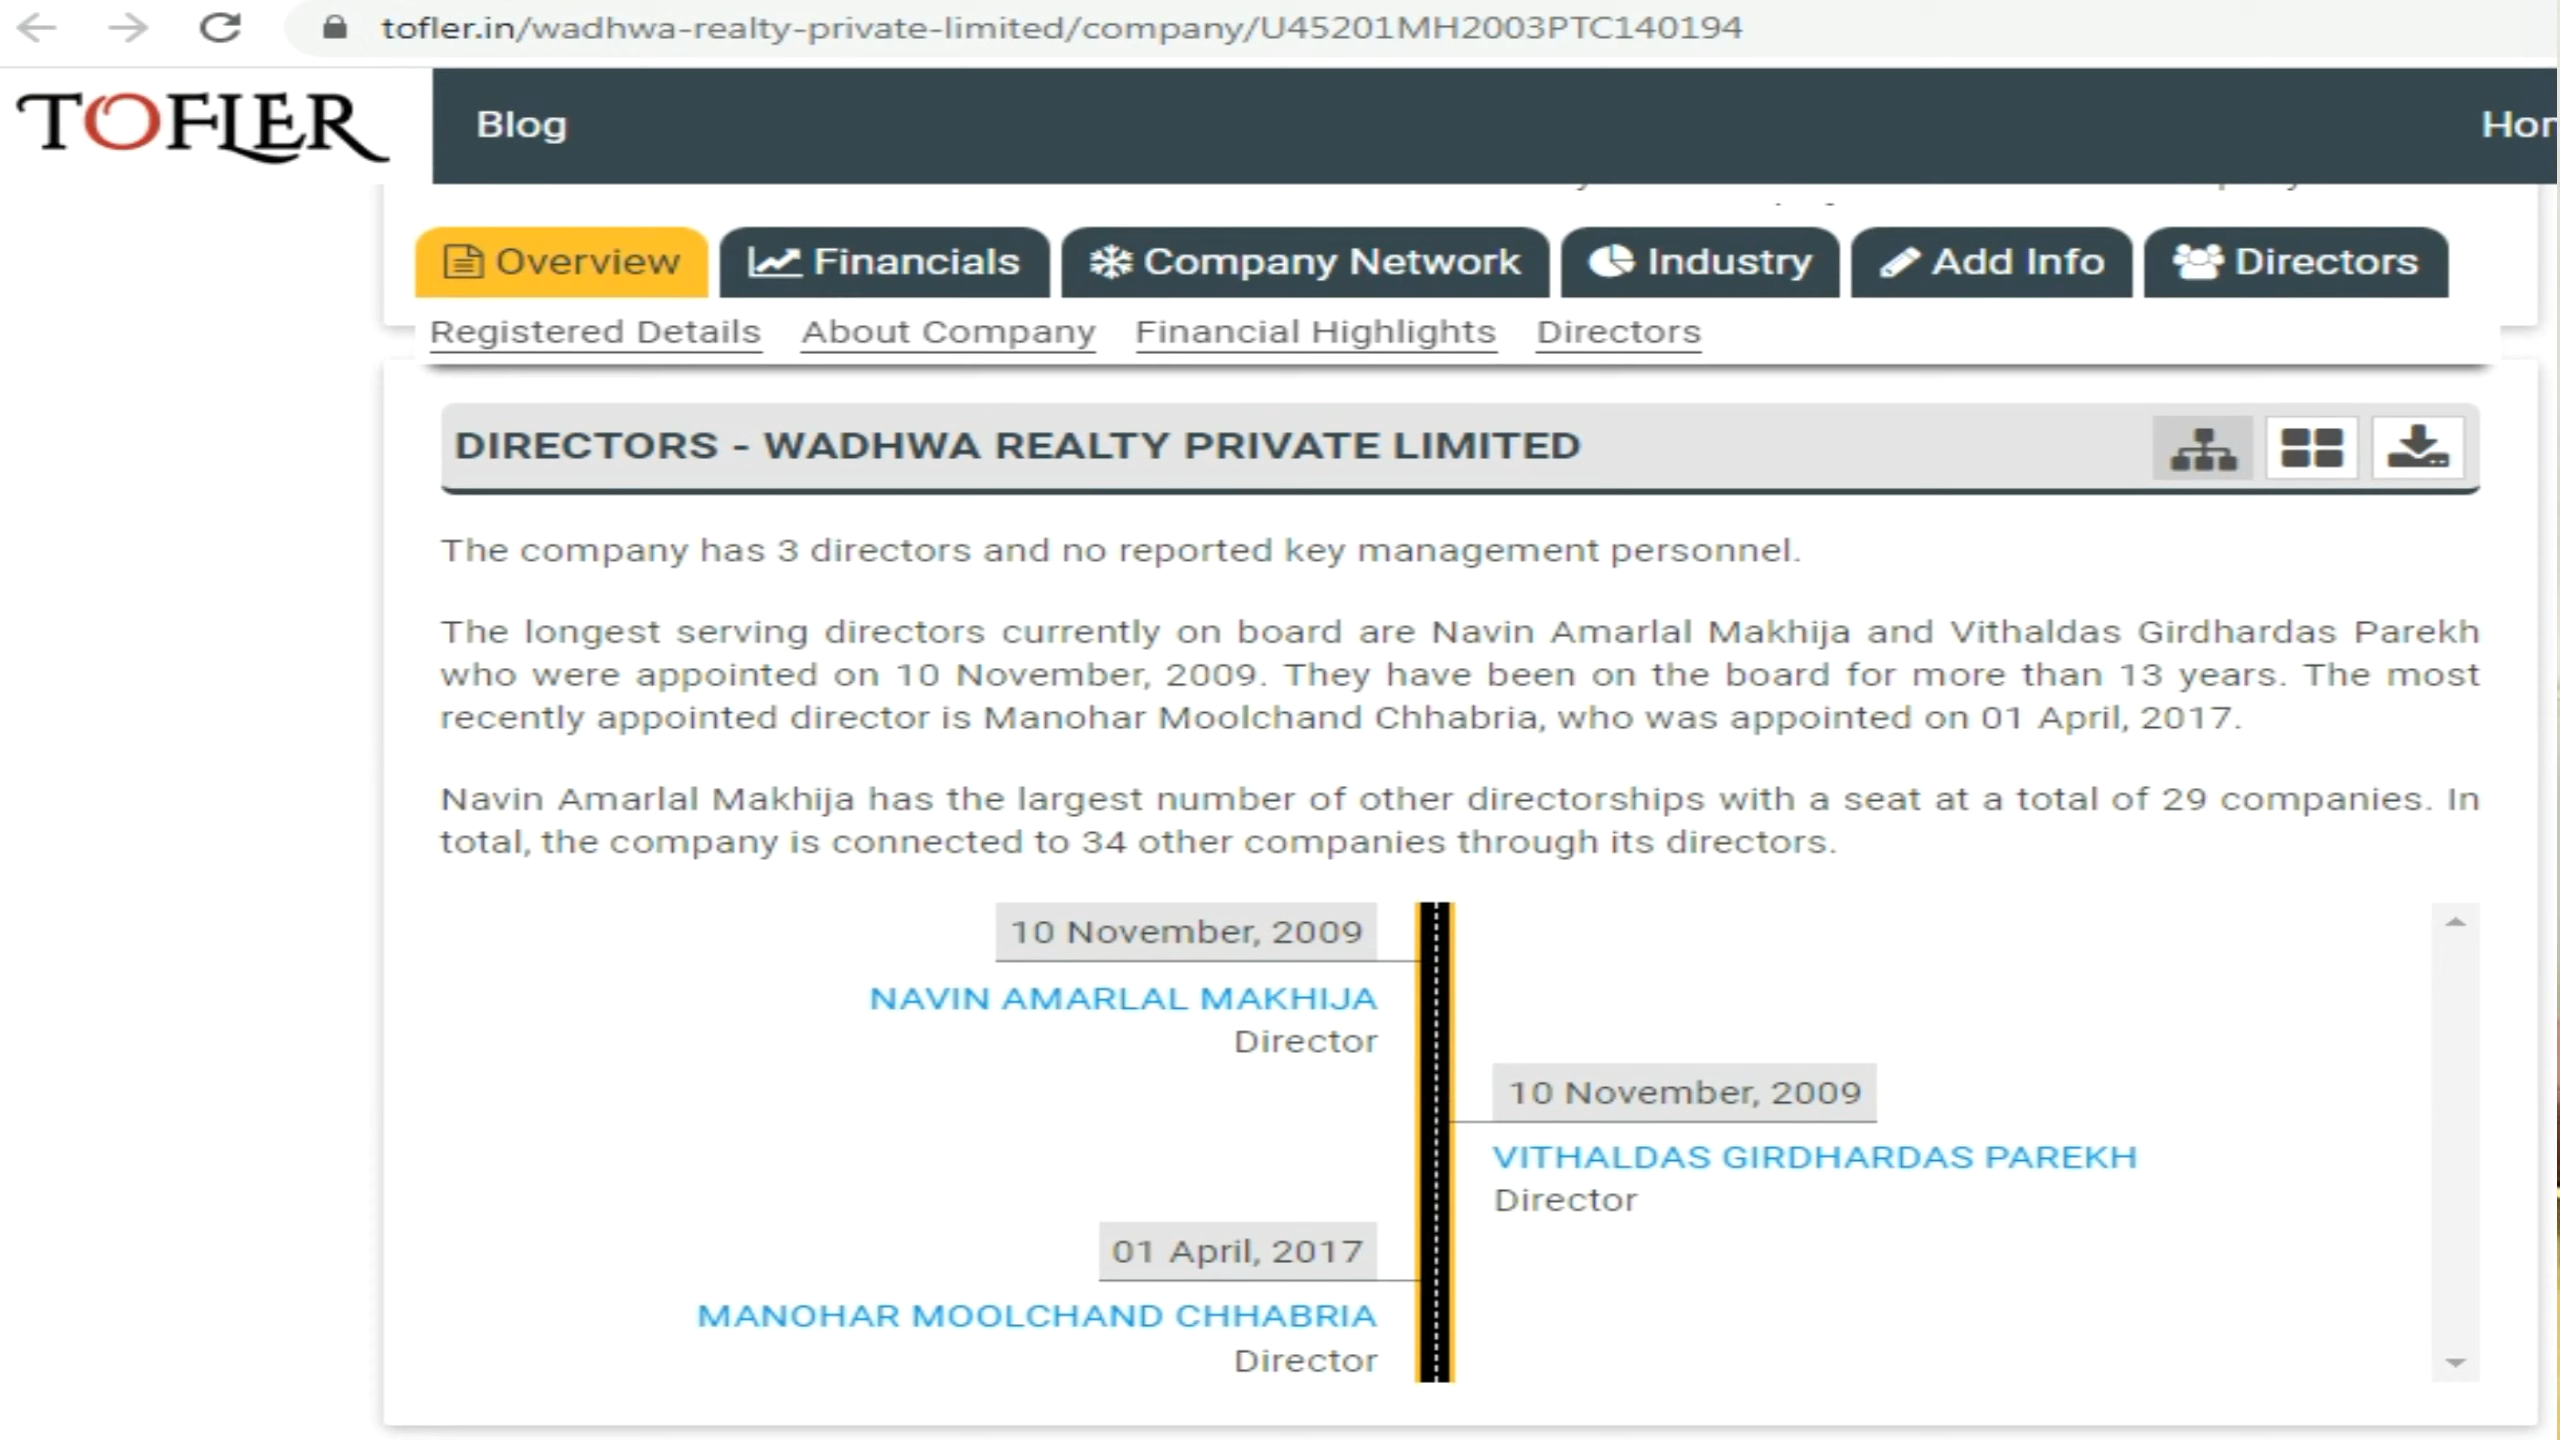 tofler.in/wadhwa-realty-private-limited/company/U45201MH2003PTC140194
TOFLER
Blog
Overview Financials Company Network Industry Add Info Directors
Registered Details About Company Financial Highlights Directors
DIRECTORS - WADHWA REALTY PRIVATE LIMITED
The company has 3 directors and no reported key management personnel.
The longest serving directors currently on board are Navin Amarlal Makhija and Vithaldas Girdhardas Parekh
who were appointed on 10 November, 2009. They have been on the board for more than 13 years. The most
recently appointed director is Manohar Moolchand Chhabria, who was appointed on 01 April, 2017.
Navin Amarlal Makhija has the largest number of other directorships with a seat at a total of 29 companies. In
total, the company is connected to 34 other companies through its directors.
10 November, 2009
NAVIN AMARLAL MAKHIJA
Director
10 November, 2009
VITHALDAS GIRDHARDAS PAREKH
Director
01 April, 2017
MANOHAR MOOLCHAND CHHABRIA
Director